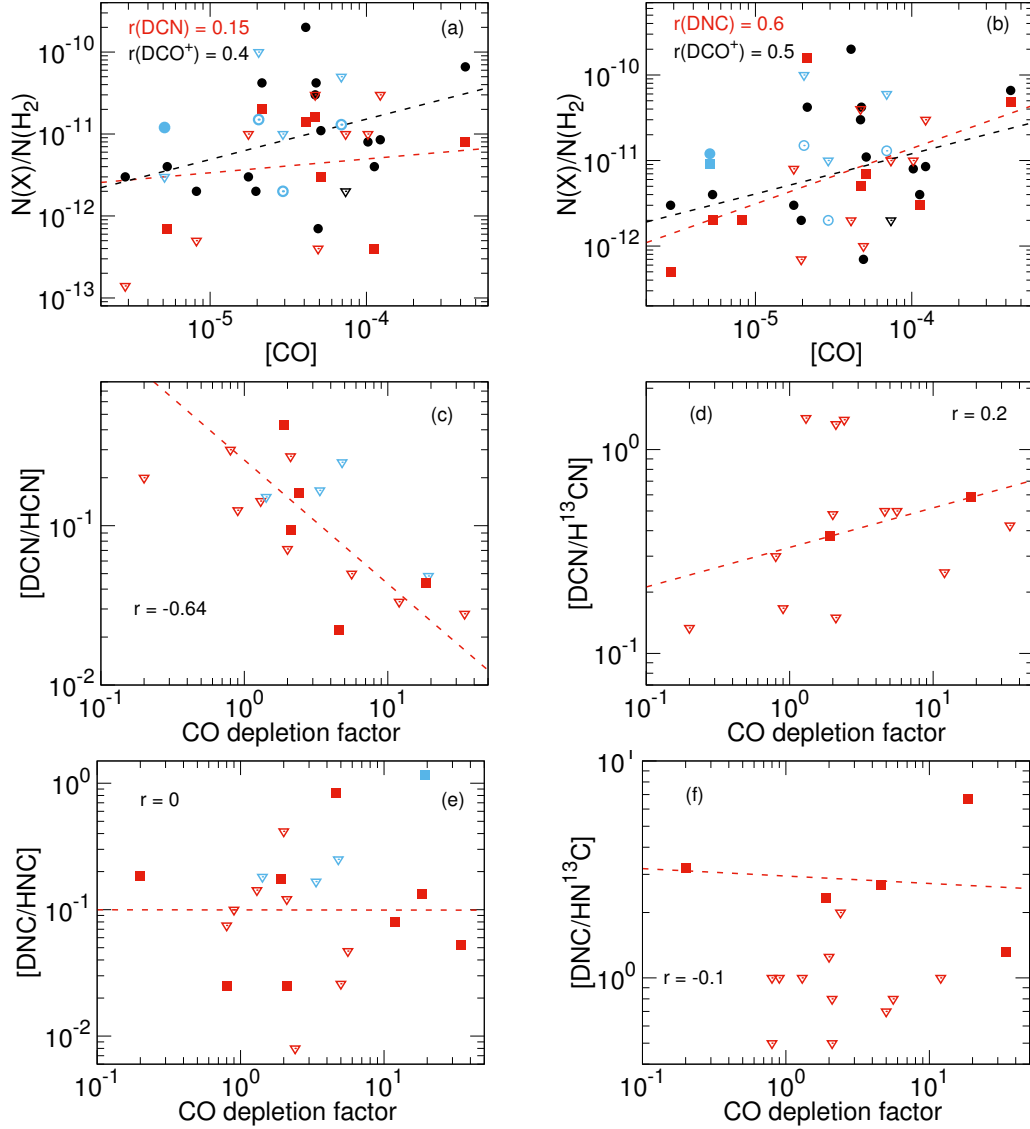 r(DCN) = 0.15
r(DCO⁺) = 0.4
(a)
N(X)/N(H₂)
10⁻¹⁰
10⁻¹¹
10⁻¹²
10⁻¹³
10⁻⁵
10⁻⁴
[CO]
r(DNC) = 0.6
r(DCO⁺) = 0.5
(b)
N(X)/N(H₂)
10⁻¹⁰
10⁻¹¹
10⁻¹²
10⁻⁵
10⁻⁴
[CO]
(c)
[DCN/HCN]
10⁻¹
10⁻²
r = -0.64
10⁻¹
10⁰
10¹
CO depletion factor
(d)
r = 0.2
[DCN/H¹³CN]
10⁰
10⁻¹
10⁻¹
10⁰
10¹
CO depletion factor
(e)
r = 0
[DNC/HNC]
10⁰
10⁻¹
10⁻²
10⁻¹
10⁰
10¹
CO depletion factor
(f)
[DNC/HN¹³C]
10¹
10⁰
r = -0.1
10⁻¹
10⁰
10¹
CO depletion factor